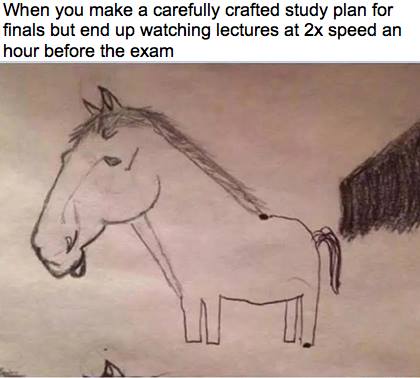 When you make a carefully crafted study plan for
finals but end up watching lectures at 2x speed an
hour before the exam